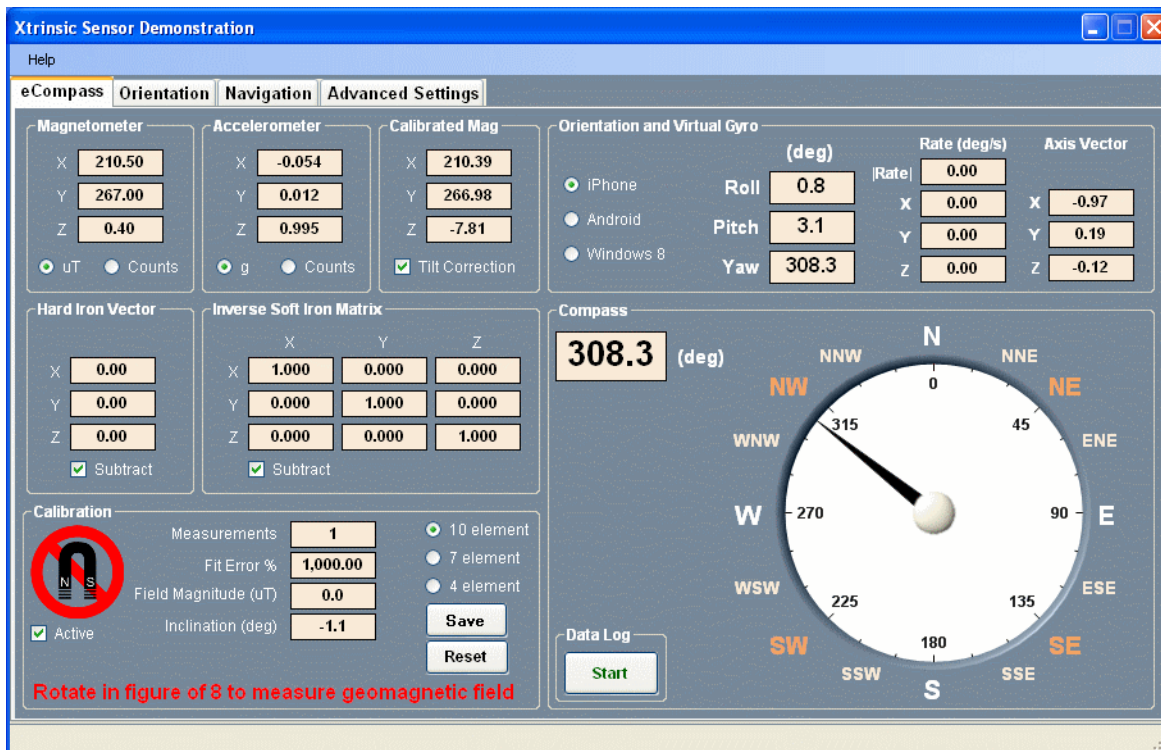 Xtrinsic Sensor Demonstration
Help
eCompass Orientation Navigation Advanced Settings
Magnetometer
X 210.50
Y 267.00
Z 0.40
uT Counts
Accelerometer
X -0.054
Y 0.012
Z 0.995
g Counts
Calibrated Mag
X 210.39
Y 266.98
Z -7.81
Tilt Correction
Orientation and Virtual Gyro
iPhone
Android
Windows 8
(deg)
Roll 0.8
Pitch 3.1
Yaw 308.3
Rate (deg/s)
|Rate| 0.00
X 0.00
Y 0.00
Z 0.00
Axis Vector
X -0.97
Y 0.19
Z -0.12
Hard Iron Vector
X 0.00
Y 0.00
Z 0.00
Subtract
Inverse Soft Iron Matrix
X Y Z
X 1.000 0.000 0.000
Y 0.000 1.000 0.000
Z 0.000 0.000 1.000
Subtract
Compass
308.3 (deg)
N
NNW NNE
NW 0 NE
315 45
WNW ENE
W 270 90 E
WSW ESE
225 135
SW 180 SE
SSW SSE
S
Calibration
N S
Active
Measurements 1
Fit Error % 1,000.00
Field Magnitude (uT) 0.0
Inclination (deg) -1.1
10 element
7 element
4 element
Save
Reset
Rotate in figure of 8 to measure geomagnetic field
Data Log
Start